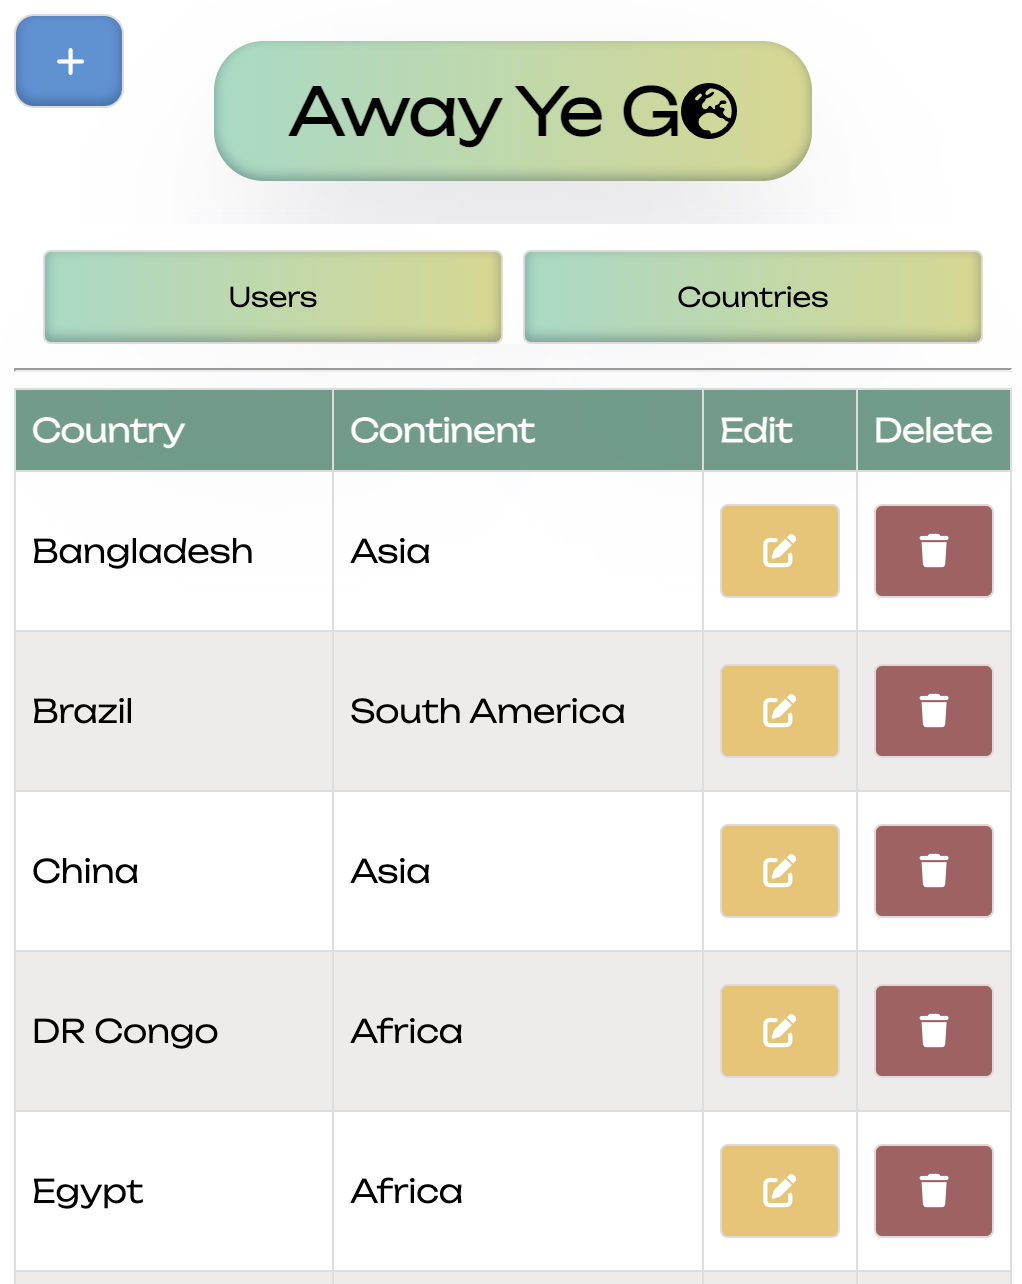 Away Ye G
Users Countries
Country Continent Edit Delete
Bangladesh Asia
Brazil South America
China Asia
DR Congo Africa
Egypt Africa